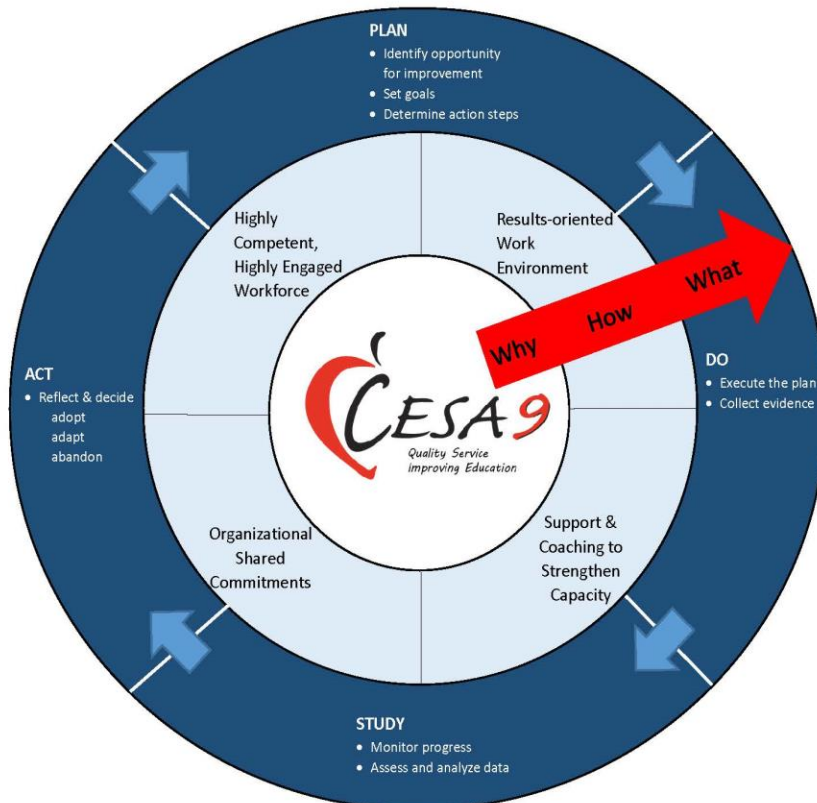 PLAN
• Identify opportunity
for improvement
• Set goals
• Determine action steps
Highly
Competent,
Highly Engaged
Workforce
Results-oriented
Work
Environment
Why How What
DO
• Execute the plan
• Collect evidence
ACT
• Reflect & decide
adopt
adapt
abandon
CESA 9
Quality Service
improving Education
Organizational
Shared
Commitments
Support &
Coaching to
Strengthen
Capacity
STUDY
• Monitor progress
• Assess and analyze data